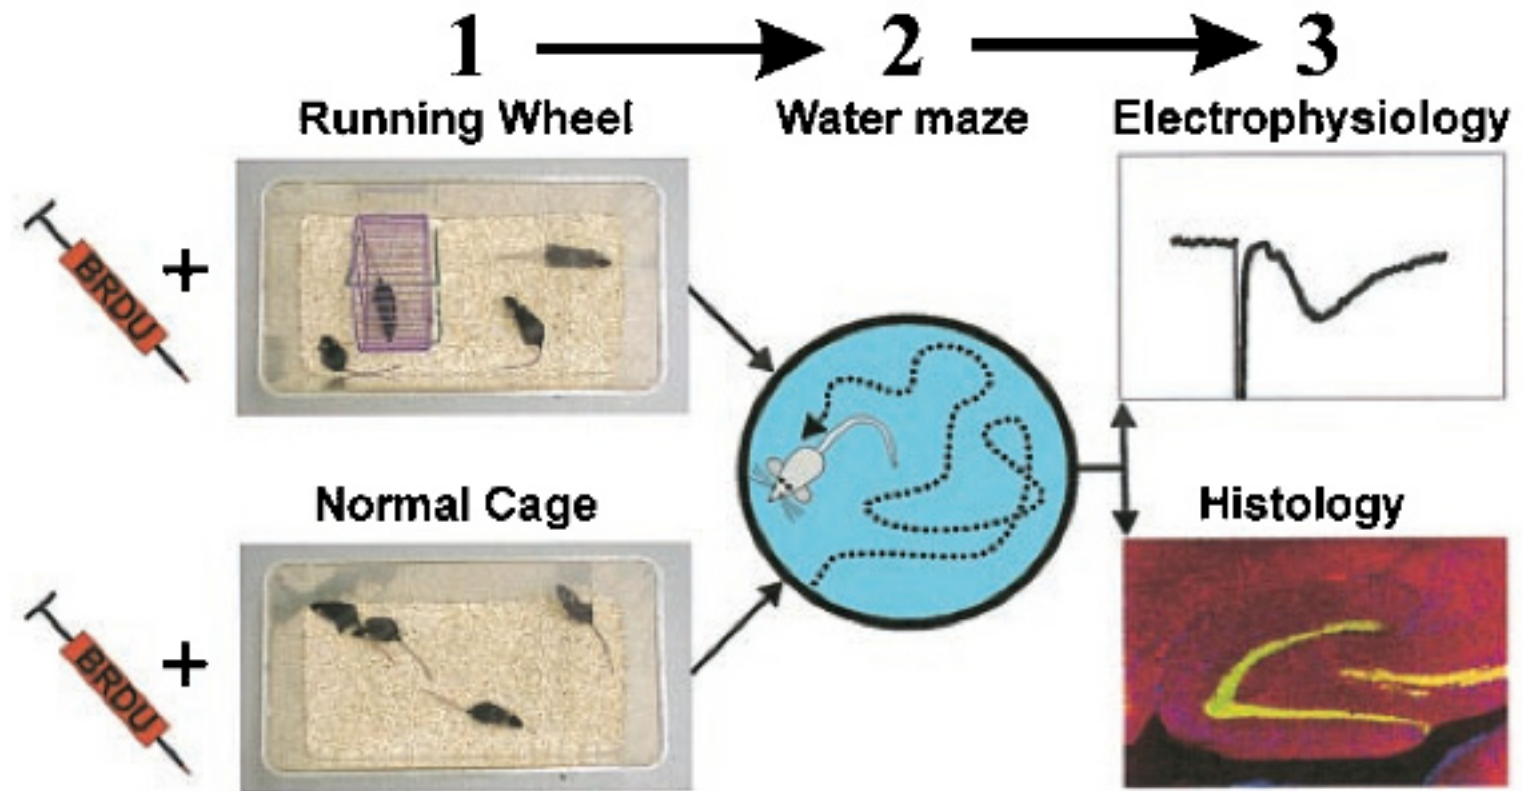 1
2
3
Running Wheel
Water maze
Electrophysiology
BRDU
+
Normal Cage
Histology
BRDU
+